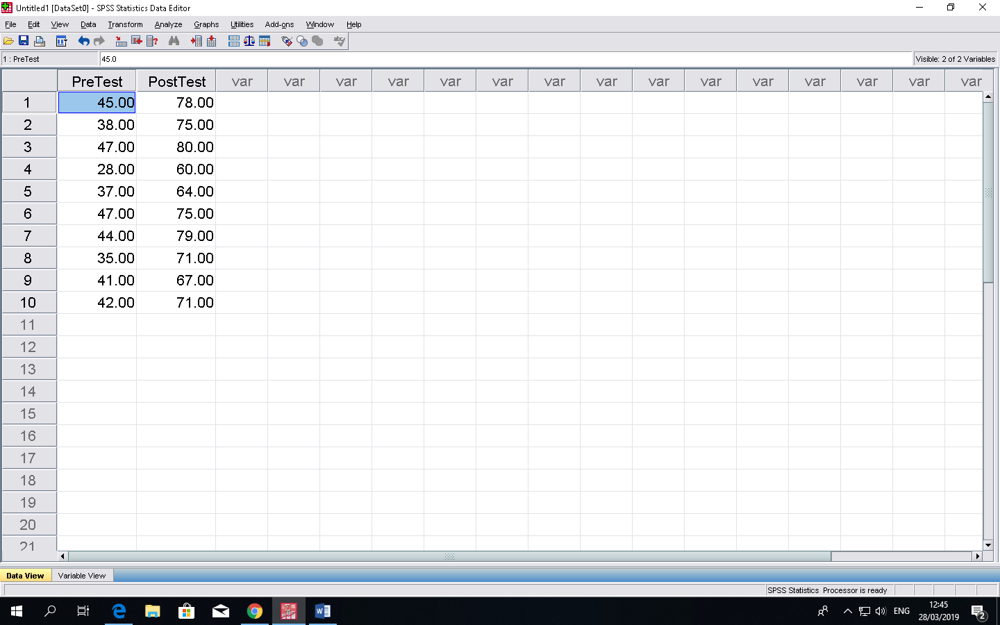 Untitled1 [DataSet0] - SPSS Statistics Data Editor
File Edit View Data Transform Analyze Graphs Utilities Add-ons Window Help
1 : PreTest 45.0 Visible: 2 of 2 Variables
PreTest PostTest var var var var var var var var var var var var var var var
1 45.00 78.00
2 38.00 75.00
3 47.00 80.00
4 28.00 60.00
5 37.00 64.00
6 47.00 75.00
7 44.00 79.00
8 35.00 71.00
9 41.00 67.00
10 42.00 71.00
11
12
13
14
15
16
17
18
19
20
21
Data View Variable View
SPSS Statistics Processor is ready
ENG 12:45
28/03/2019 2